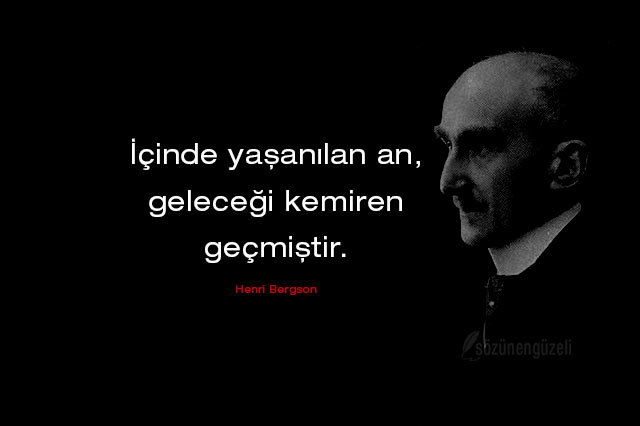 İçinde yaşanılan an,
geleceği kemiren
geçmiştir.
Henri Bergson
sözünengüzeli